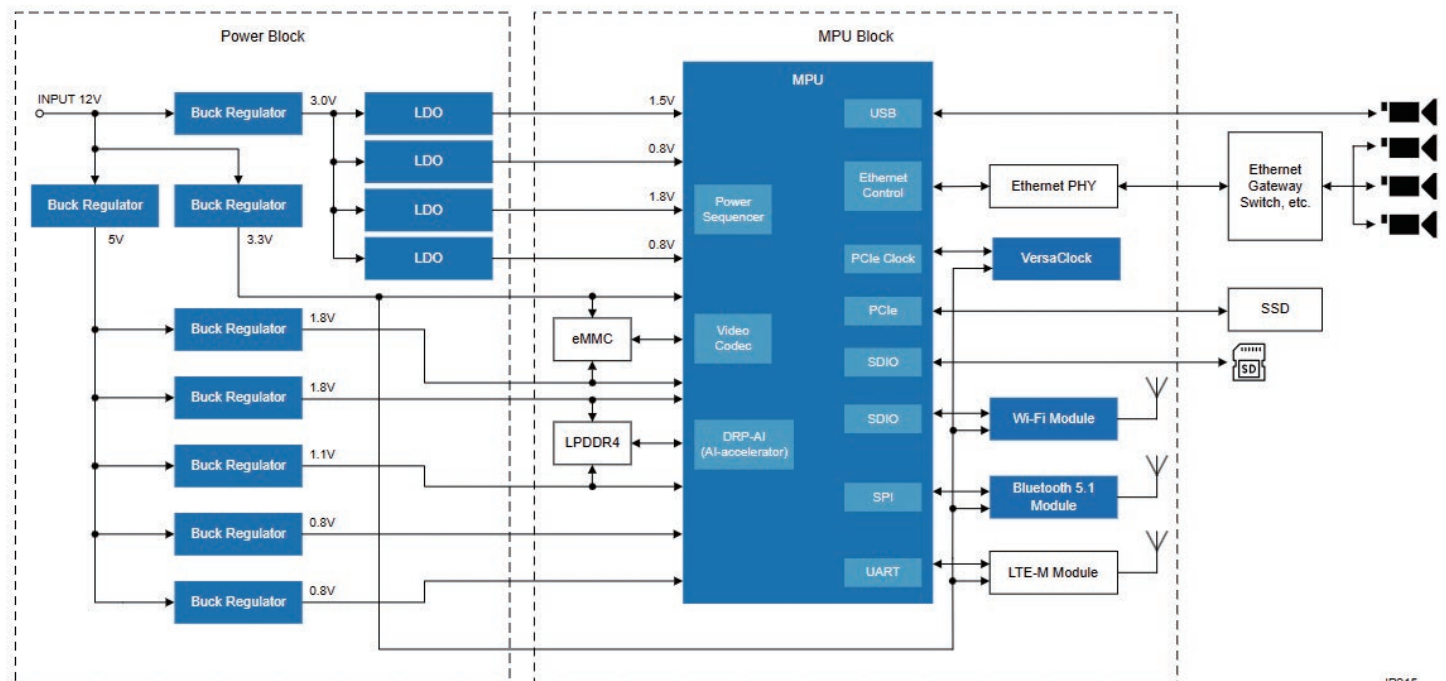 Power Block
MPU Block
INPUT 12V
Buck Regulator
3.0V
LDO
1.5V
LDO
0.8V
LDO
1.8V
LDO
0.8V
Buck Regulator
5V
Buck Regulator
3.3V
Buck Regulator
1.8V
Buck Regulator
1.8V
Buck Regulator
1.1V
Buck Regulator
0.8V
Buck Regulator
0.8V
eMMC
LPDDR4
MPU
Power
Sequencer
Video
Codec
DRP-AI
(AI-accelerator)
USB
Ethernet
Control
PCIe Clock
PCIe
SDIO
SDIO
SPI
UART
Ethernet PHY
VersaClock
Wi-Fi Module
Bluetooth 5.1
Module
LTE-M Module
Ethernet
Gateway
Switch, etc.
SSD
SD